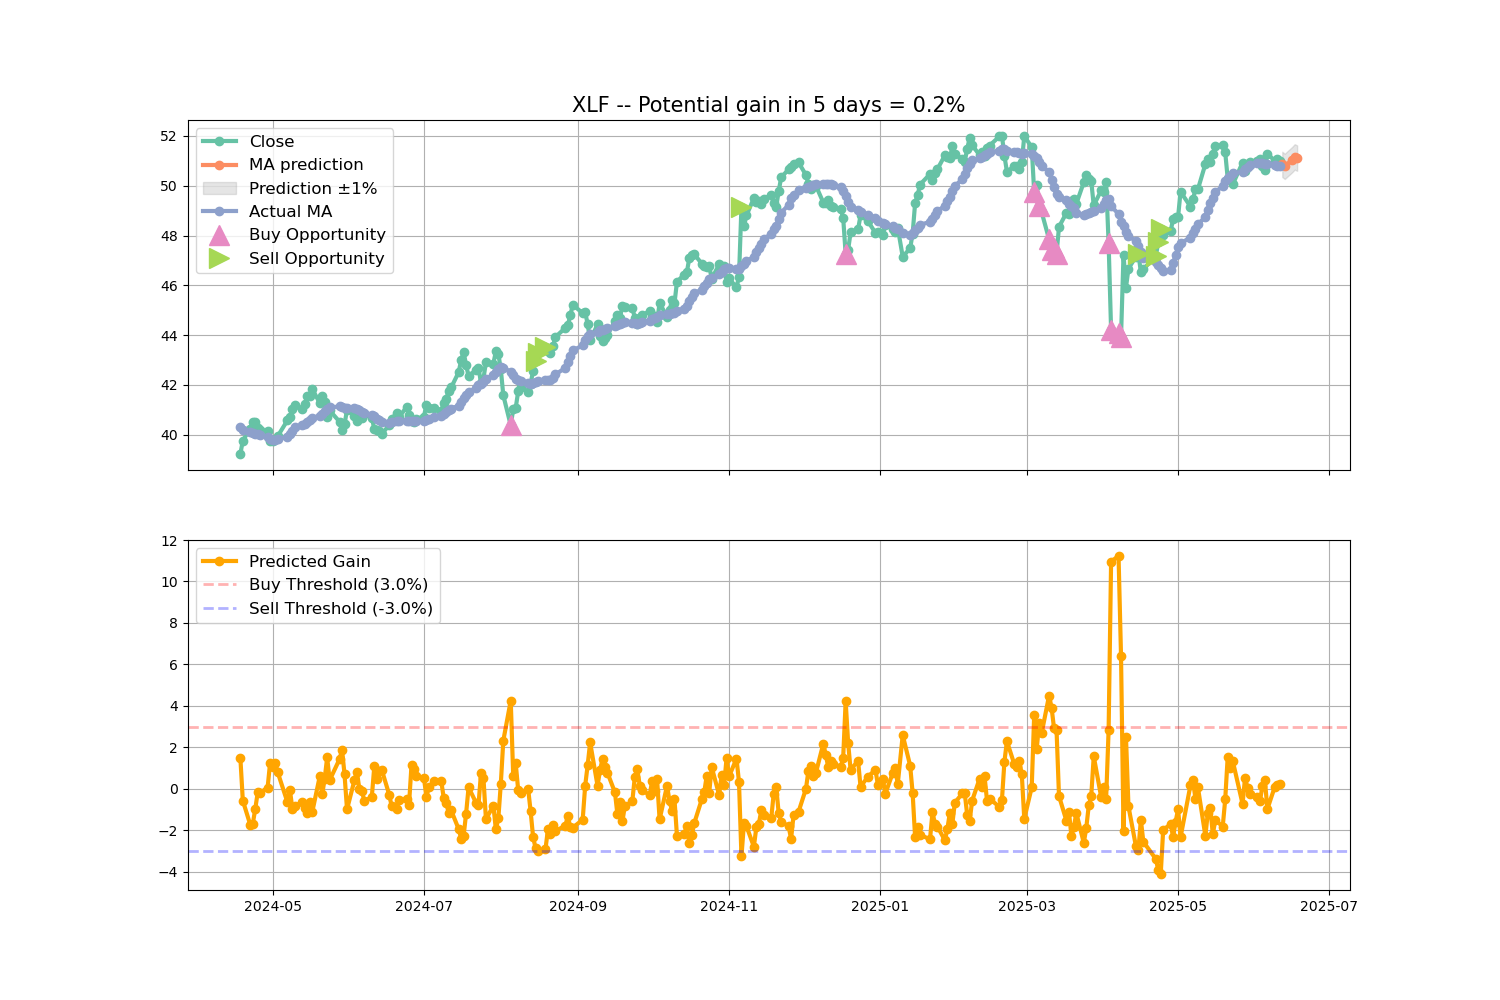 XLF -- Potential gain in 5 days = 0.2%
52
50
48
46
44
42
40
Close
MA prediction
Prediction ±1%
Actual MA
Buy Opportunity
Sell Opportunity
12
10
8
6
4
2
0
−2
−4
Predicted Gain
Buy Threshold (3.0%)
Sell Threshold (-3.0%)
2024-05
2024-07
2024-09
2024-11
2025-01
2025-03
2025-05
2025-07